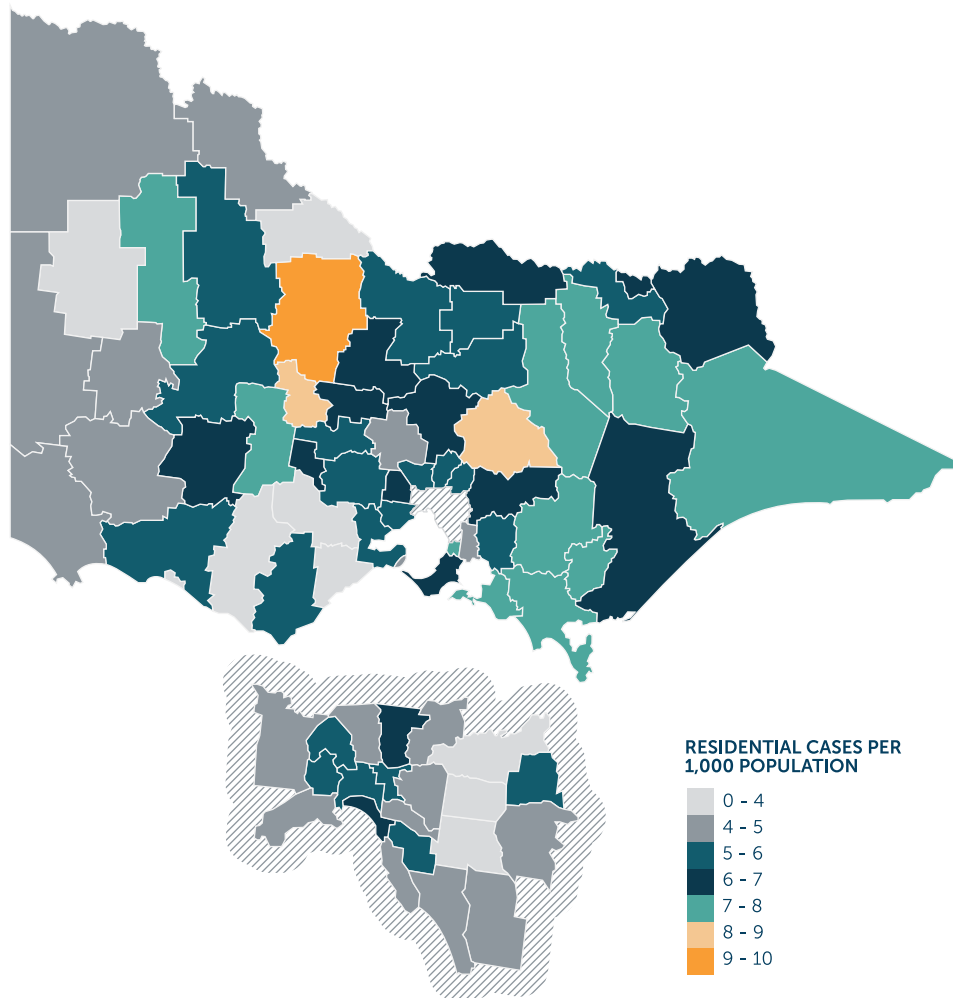 RESIDENTIAL CASES PER
1,000 POPULATION
0 - 4
4 - 5
5 - 6
6 - 7
7 - 8
8 - 9
9 - 10